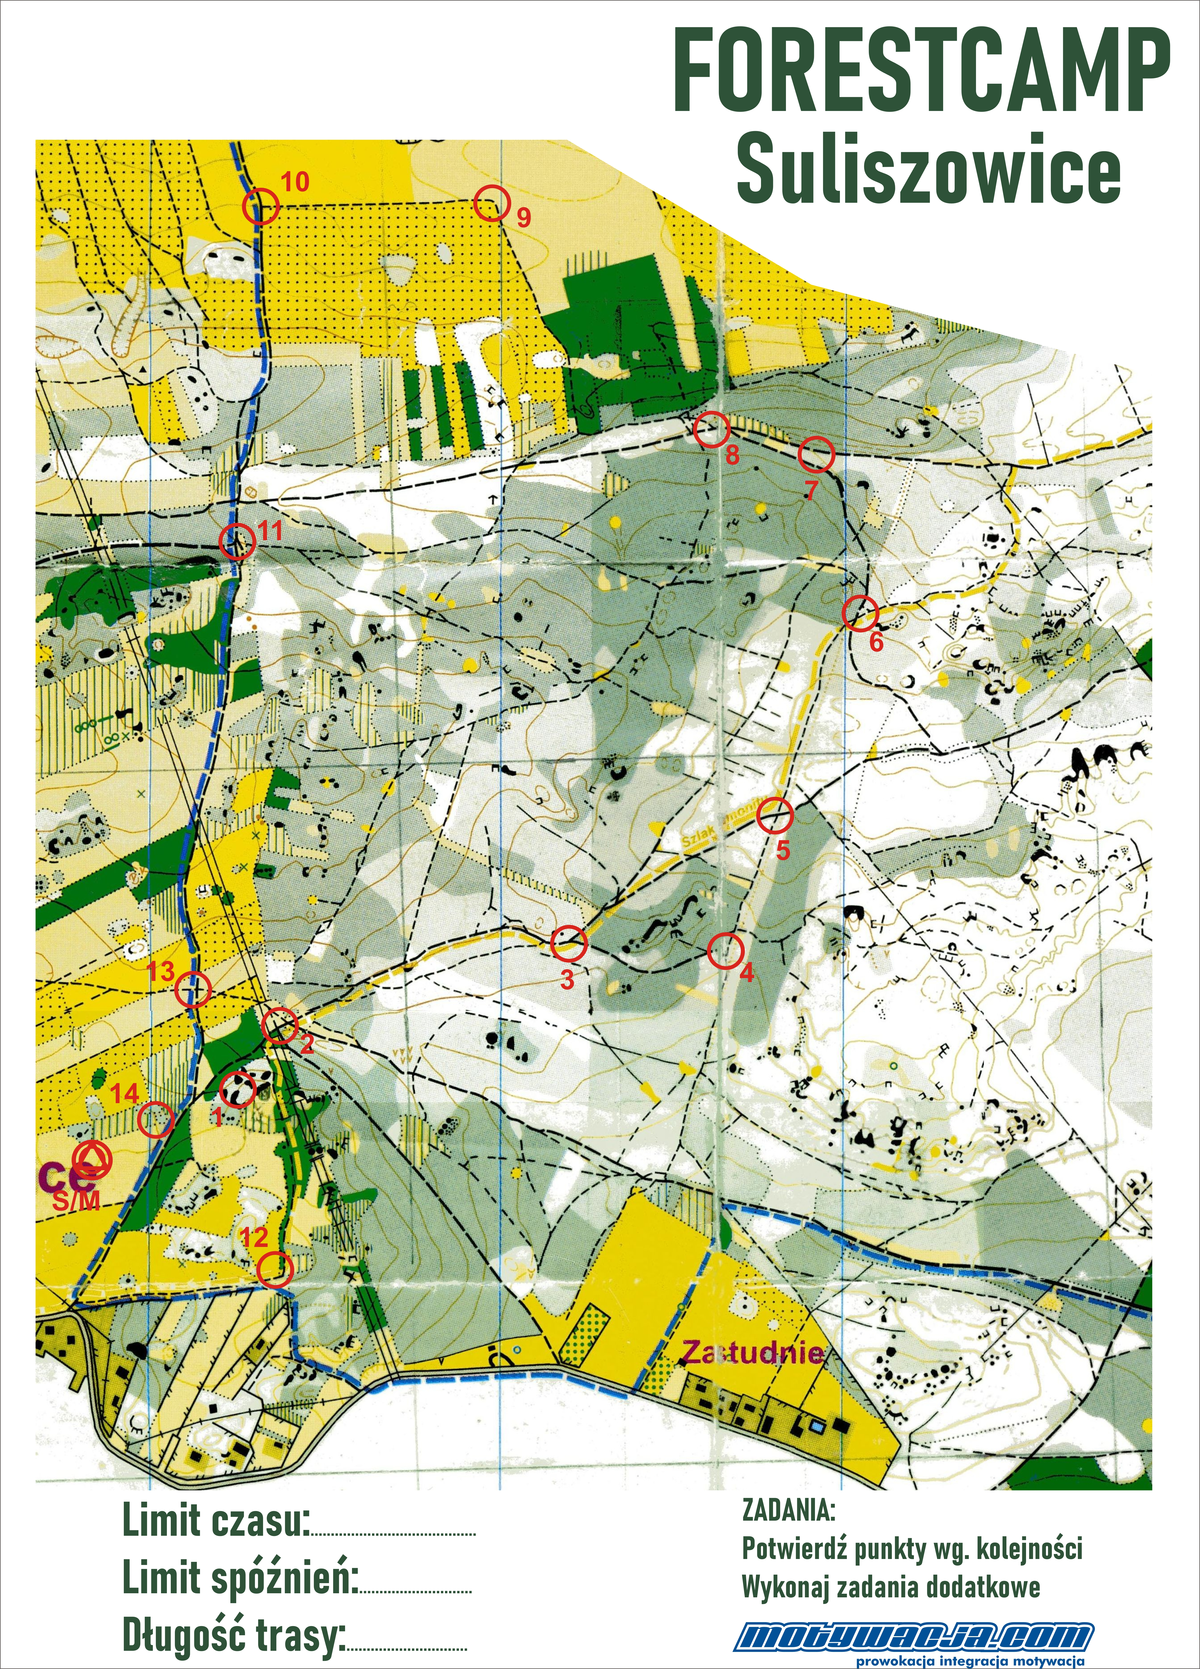 FORESTCAMP
Suliszowice
10
9
8
7
11
6
Szlak
5
3
4
13
2
14
1
ce
S/M
12
Zastudnie
Limit czasu:
Limit spóźnień:
Długość trasy:
ZADANIA:
Potwierdź punkty wg. kolejności
Wykonaj zadania dodatkowe
motywacja.com
prowokacja integracja motywacja